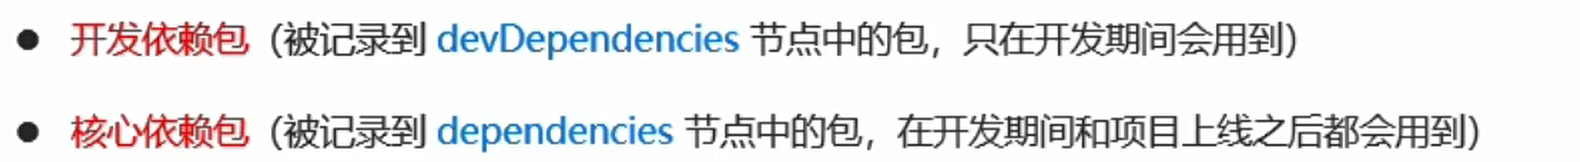 ● 开发依赖包（被记录到 devDependencies 节点中的包，只在开发期间会用到）
● 核心依赖包（被记录到 dependencies 节点中的包，在开发期间和项目上线之后都会用到）